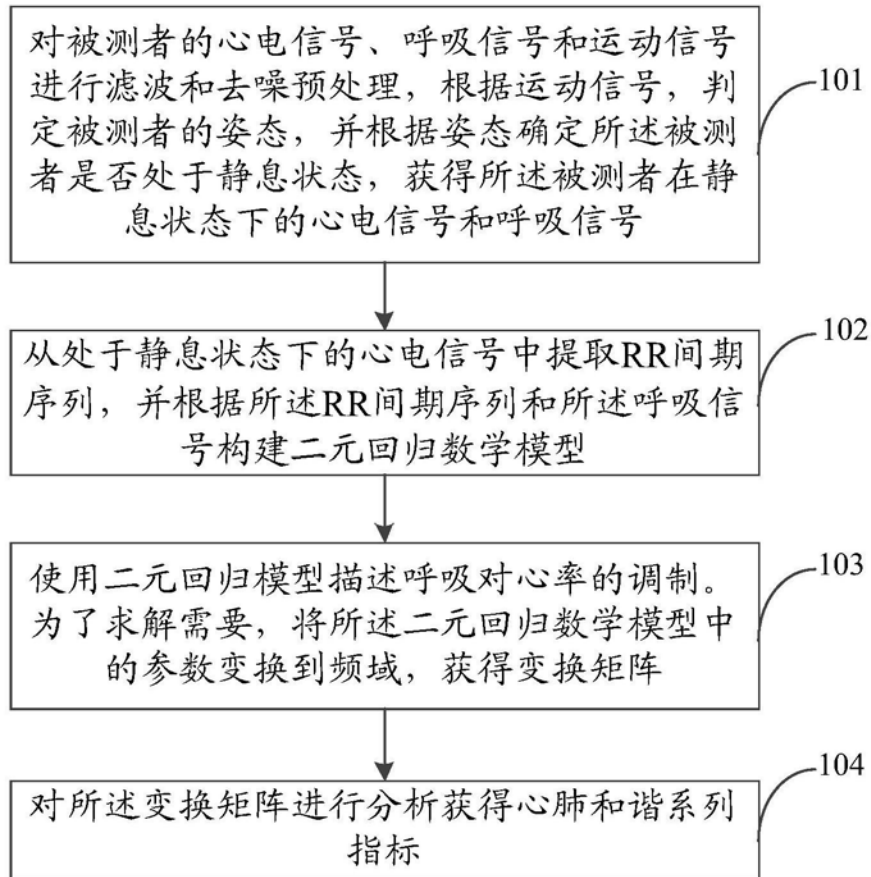 对被测者的心电信号、呼吸信号和运动信号
进行滤波和去噪预处理，根据运动信号，判
定被测者的姿态，并根据姿态确定所述被测
者是否处于静息状态，获得所述被测者在静
息状态下的心电信号和呼吸信号
101
从处于静息状态下的心电信号中提取RR间期
序列，并根据所述RR间期序列和所述呼吸信
号构建二元回归数学模型
102
使用二元回归模型描述呼吸对心率的调制。
为了求解需要，将所述二元回归数学模型中
的参数变换到频域，获得变换矩阵
103
对所述变换矩阵进行分析获得心肺和谐系列
指标
104